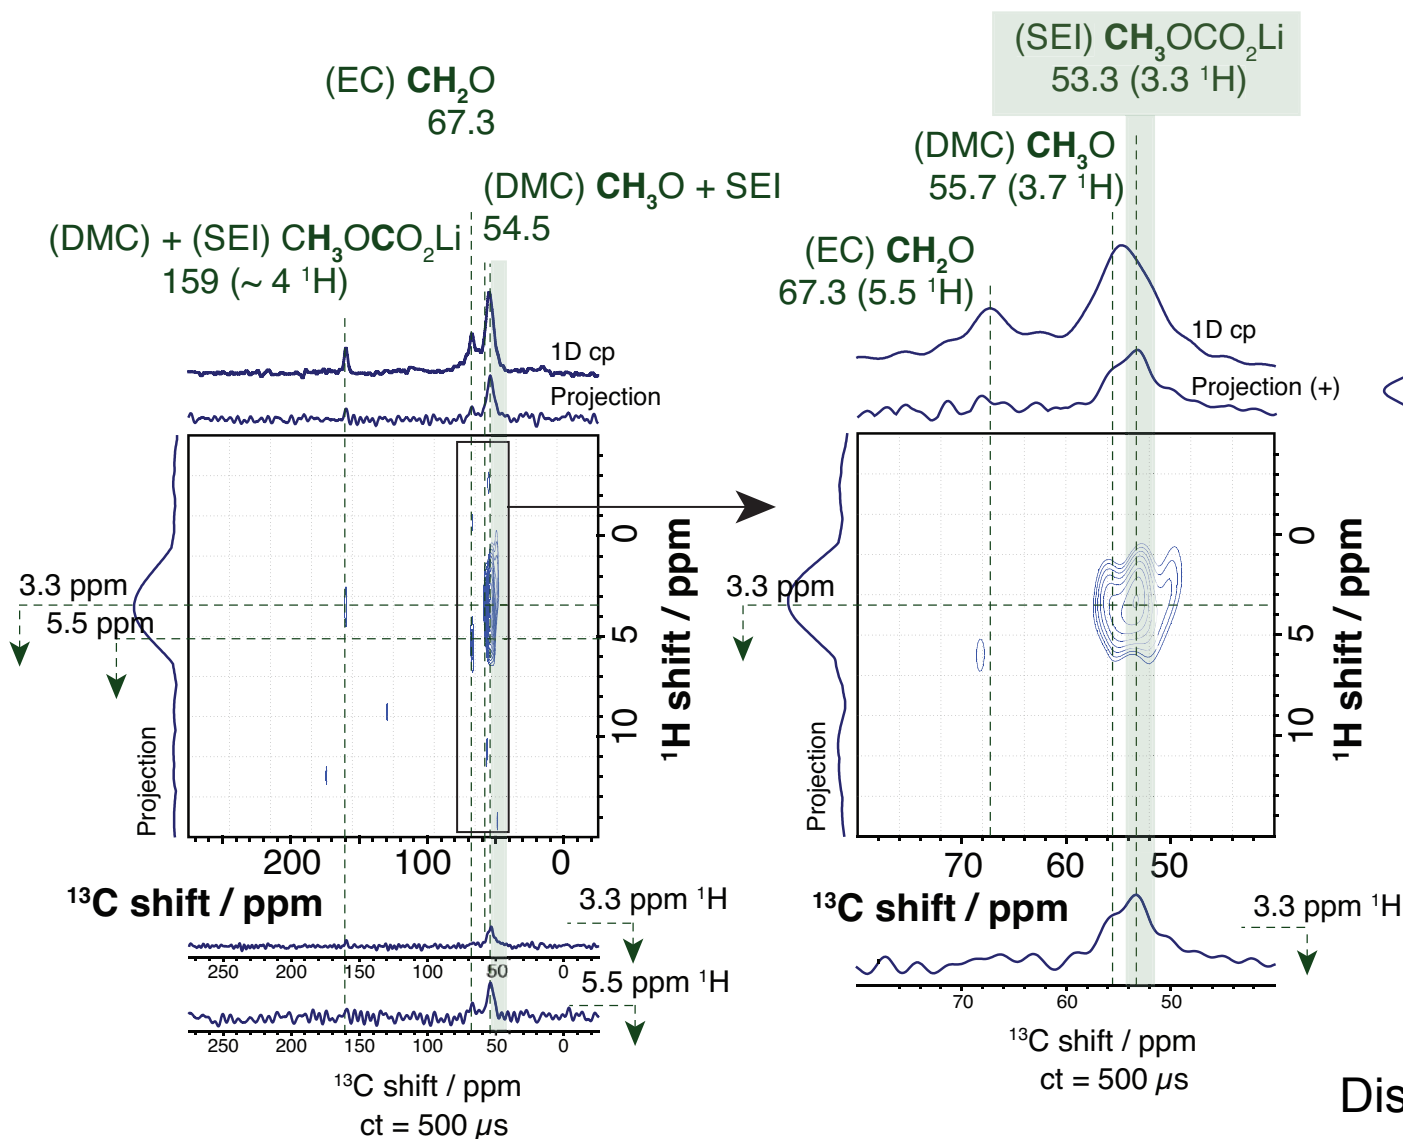 (SEI) CH₃OCO₂Li
53.3 (3.3 ¹H)
(EC) CH₂O
67.3
(DMC) CH₃O
55.7 (3.7 ¹H)
(DMC) CH₃O + SEI
54.5
(DMC) + (SEI) CH₃OCO₂Li
159 (~ 4 ¹H)
(EC) CH₂O
67.3 (5.5 ¹H)
1D cp
Projection
1D cp
Projection (+)
3.3 ppm
5.5 ppm
Projection
0
5
10
¹H shift / ppm
200 100 0
¹³C shift / ppm
3.3 ppm ¹H
250 200 150 100 50 0
5.5 ppm ¹H
250 200 150 100 50 0
¹³C shift / ppm
ct = 500 µs
3.3 ppm
Projection
0
5
10
¹H shift / ppm
70 60 50
¹³C shift / ppm
3.3 ppm ¹H
70 60 50
¹³C shift / ppm
ct = 500 µs
Dis